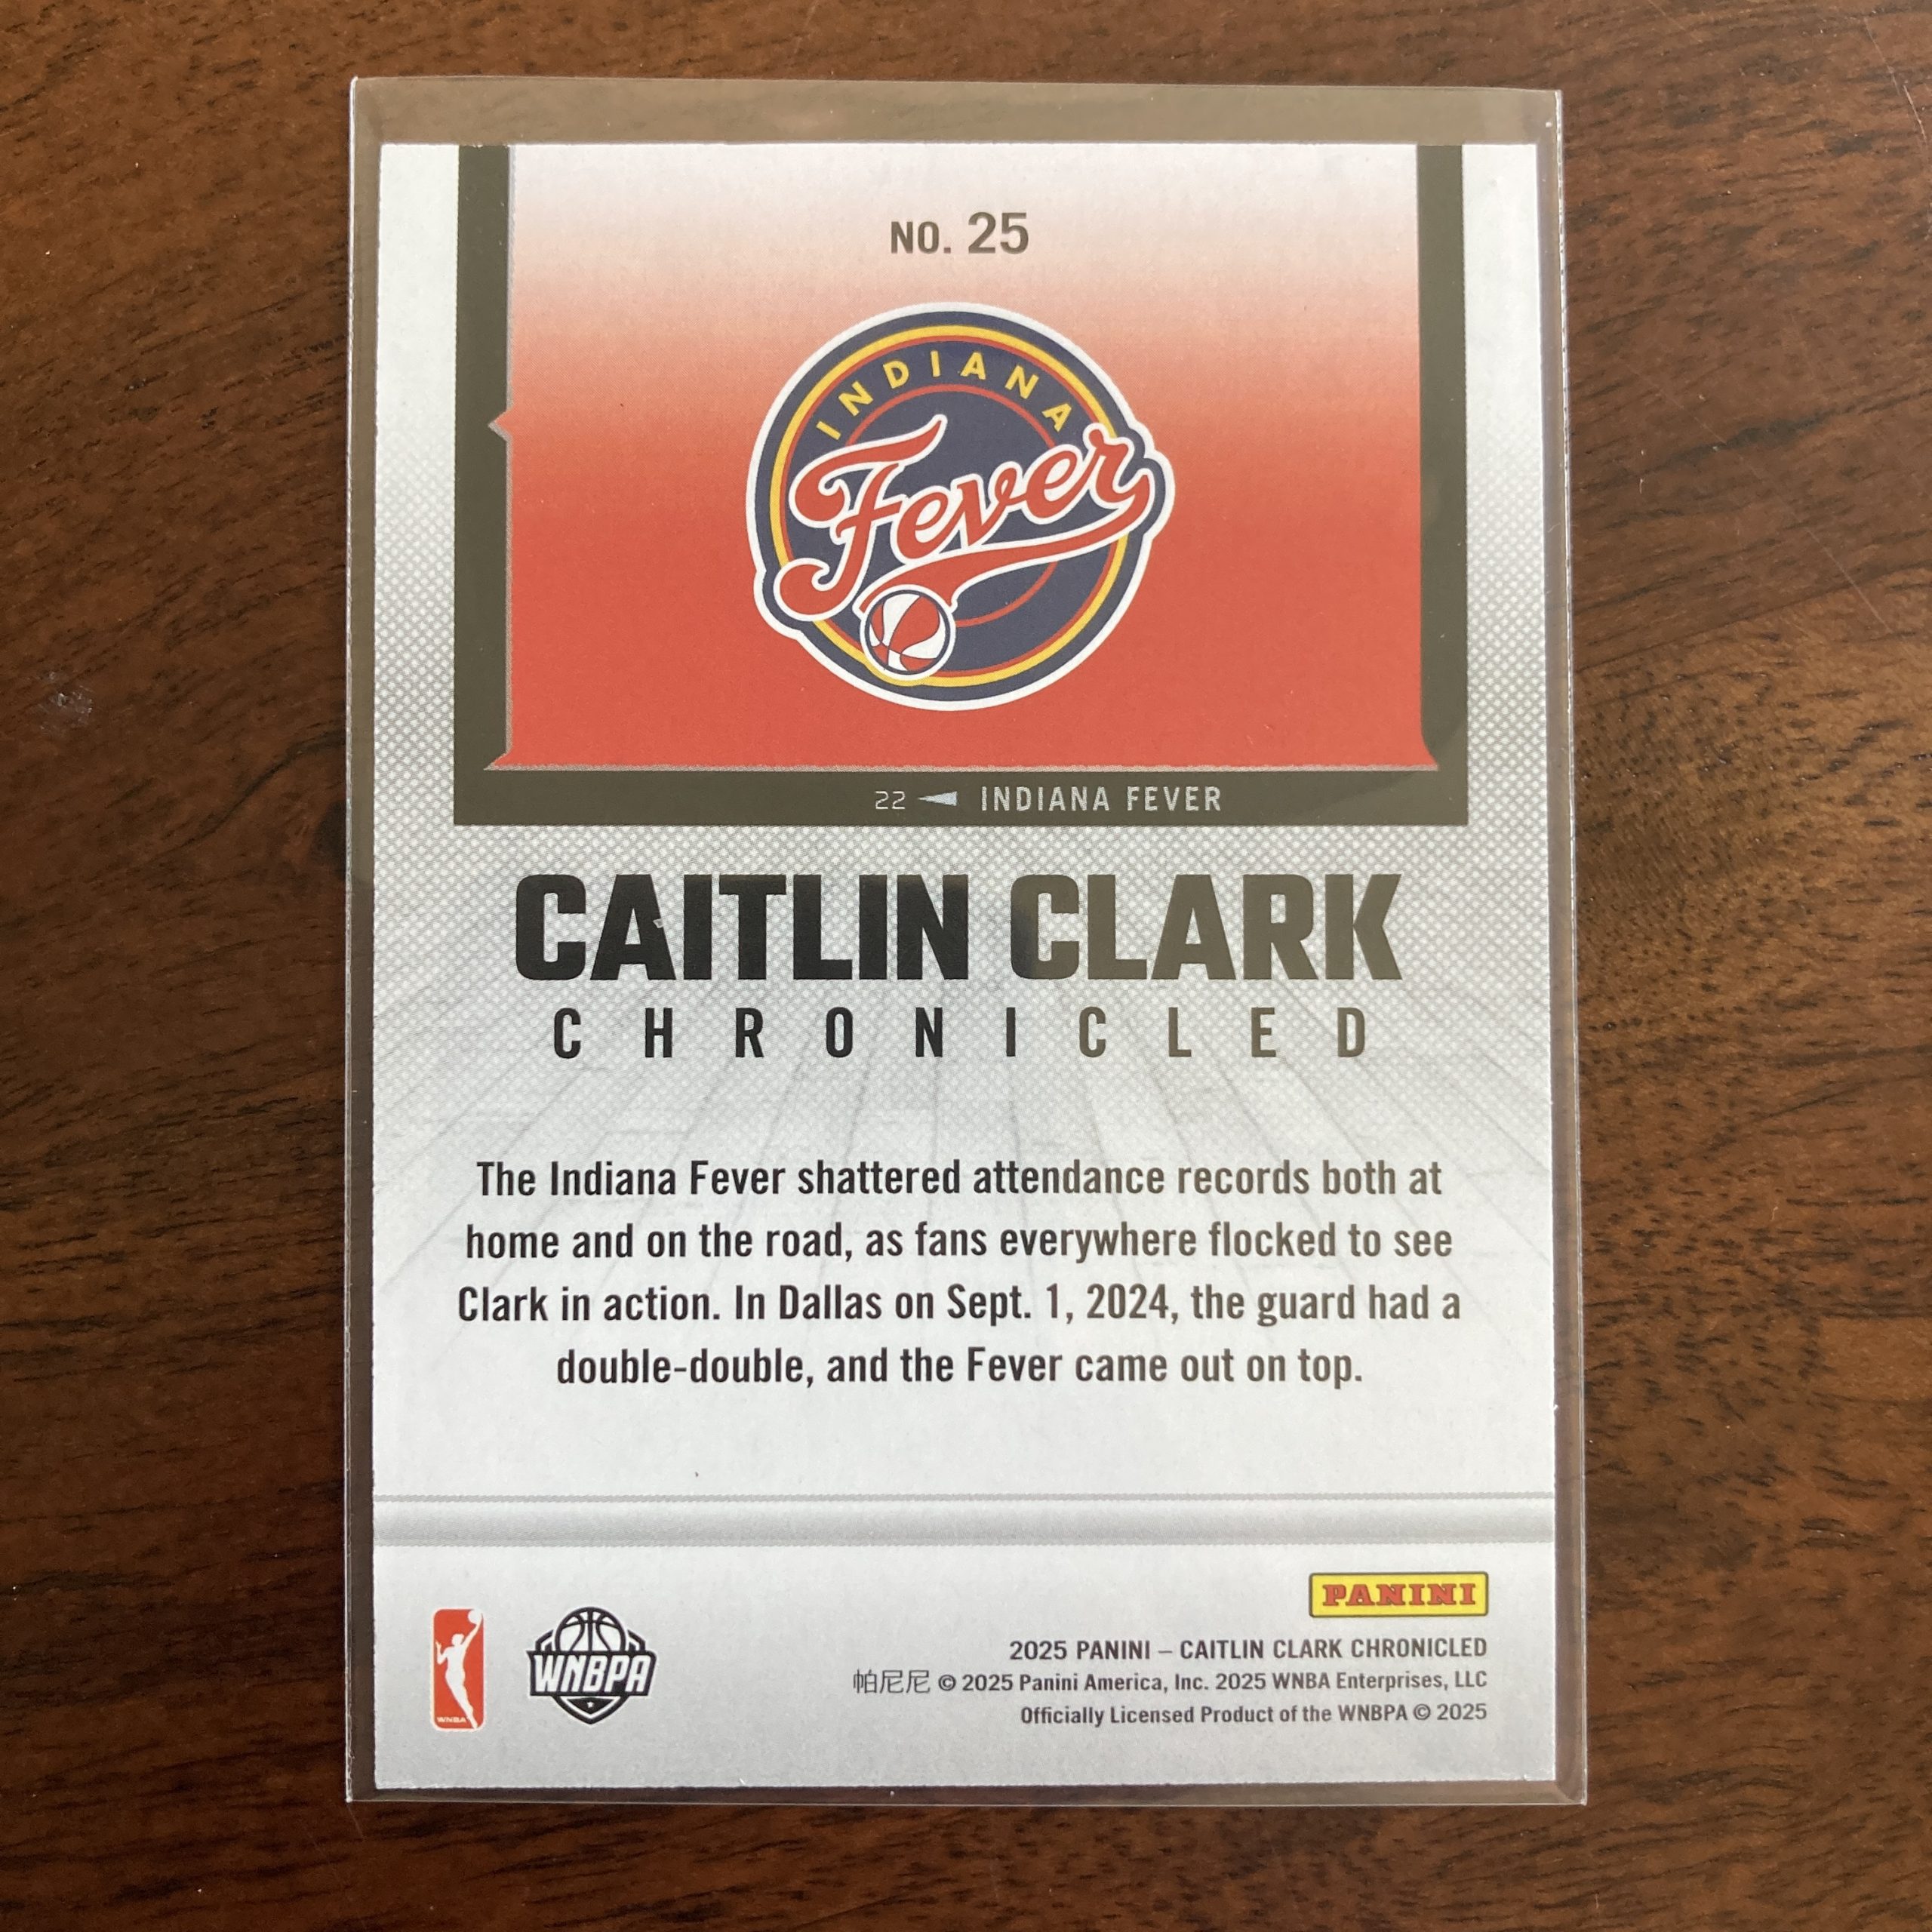 NO. 25
INDIANA
Fever
22 INDIANA FEVER
CAITLIN CLARK
CHRONICLED
The Indiana Fever shattered attendance records both at
home and on the road, as fans everywhere flocked to see
Clark in action. In Dallas on Sept. 1, 2024, the guard had a
double-double, and the Fever came out on top.
PANINI
WNBA
WNBPA
2025 PANINI – CAITLIN CLARK CHRONICLED
帕尼尼 © 2025 Panini America, Inc. 2025 WNBA Enterprises, LLC
Officially Licensed Product of the WNBPA © 2025